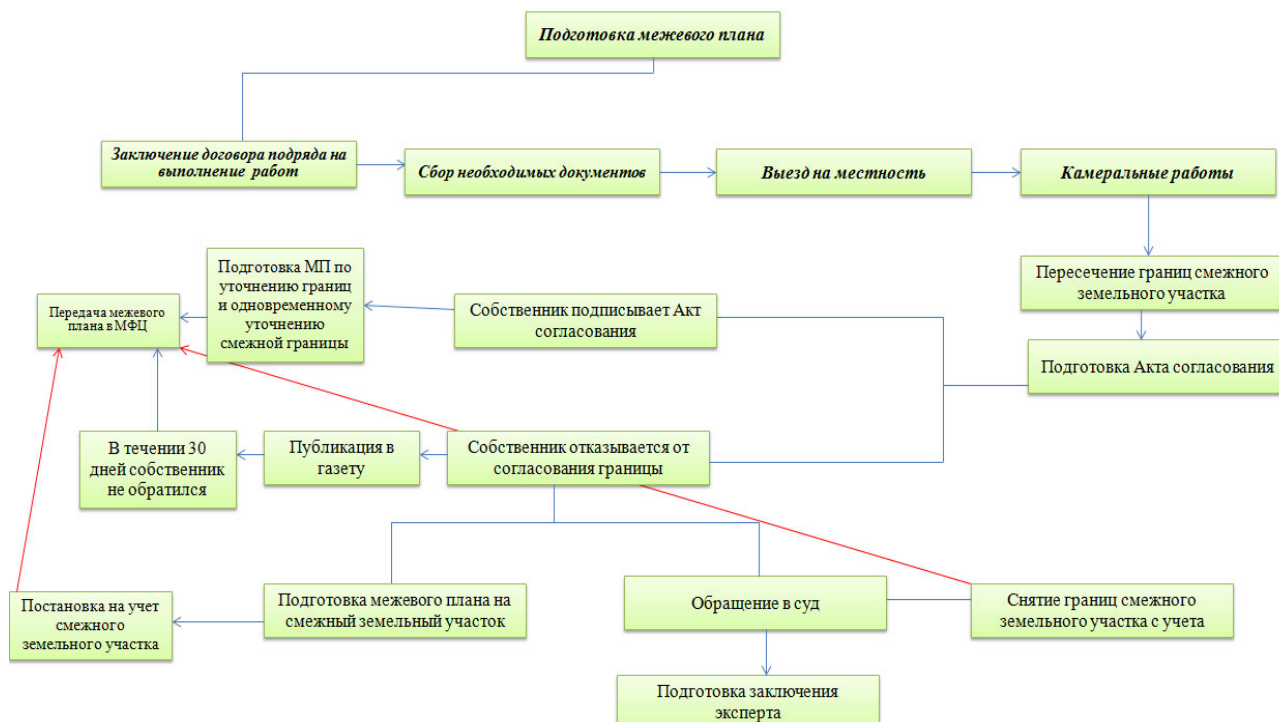 Подготовка межевого плана
Заключение договора подряда на
выполнение работ
Сбор необходимых документов
Выезд на местность
Камеральные работы
Пересечение границ смежного
земельного участка
Подготовка Акта согласования
Собственник подписывает Акт
согласования
Подготовка МП по
уточнению границ
и одновременному
уточнению
смежной границы
Передача межевого
плана в МФЦ
Собственник отказывается от
согласования границы
Публикация в
газету
В течении 30
дней собственник
не обратился
Постановка на учет
смежного
земельного участка
Подготовка межевого плана на
смежный земельный участок
Обращение в суд
Снятие границ смежного
земельного участка с учета
Подготовка заключения
эксперта